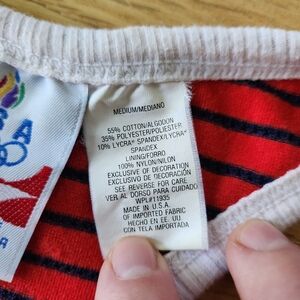 MEDIUM/MEDIANO
55% COTTON/ALGODON
35% POLYESTER/POLIESTER
10% LYCRA® SPANDEX/LYCRA®
SPANDEX
LINING/FORRO
100% NYLON/NILON
EXCLUSIVE OF DECORATION
EXCLUSIVO DE DECORACION
SEE REVERSE FOR CARE
VER AL DORSO PARA CUIDADO
WPL#11935
MADE IN U.S.A.
OF IMPORTED FABRIC
HECHO EN EE. UU
CON TELA IMPORTADA